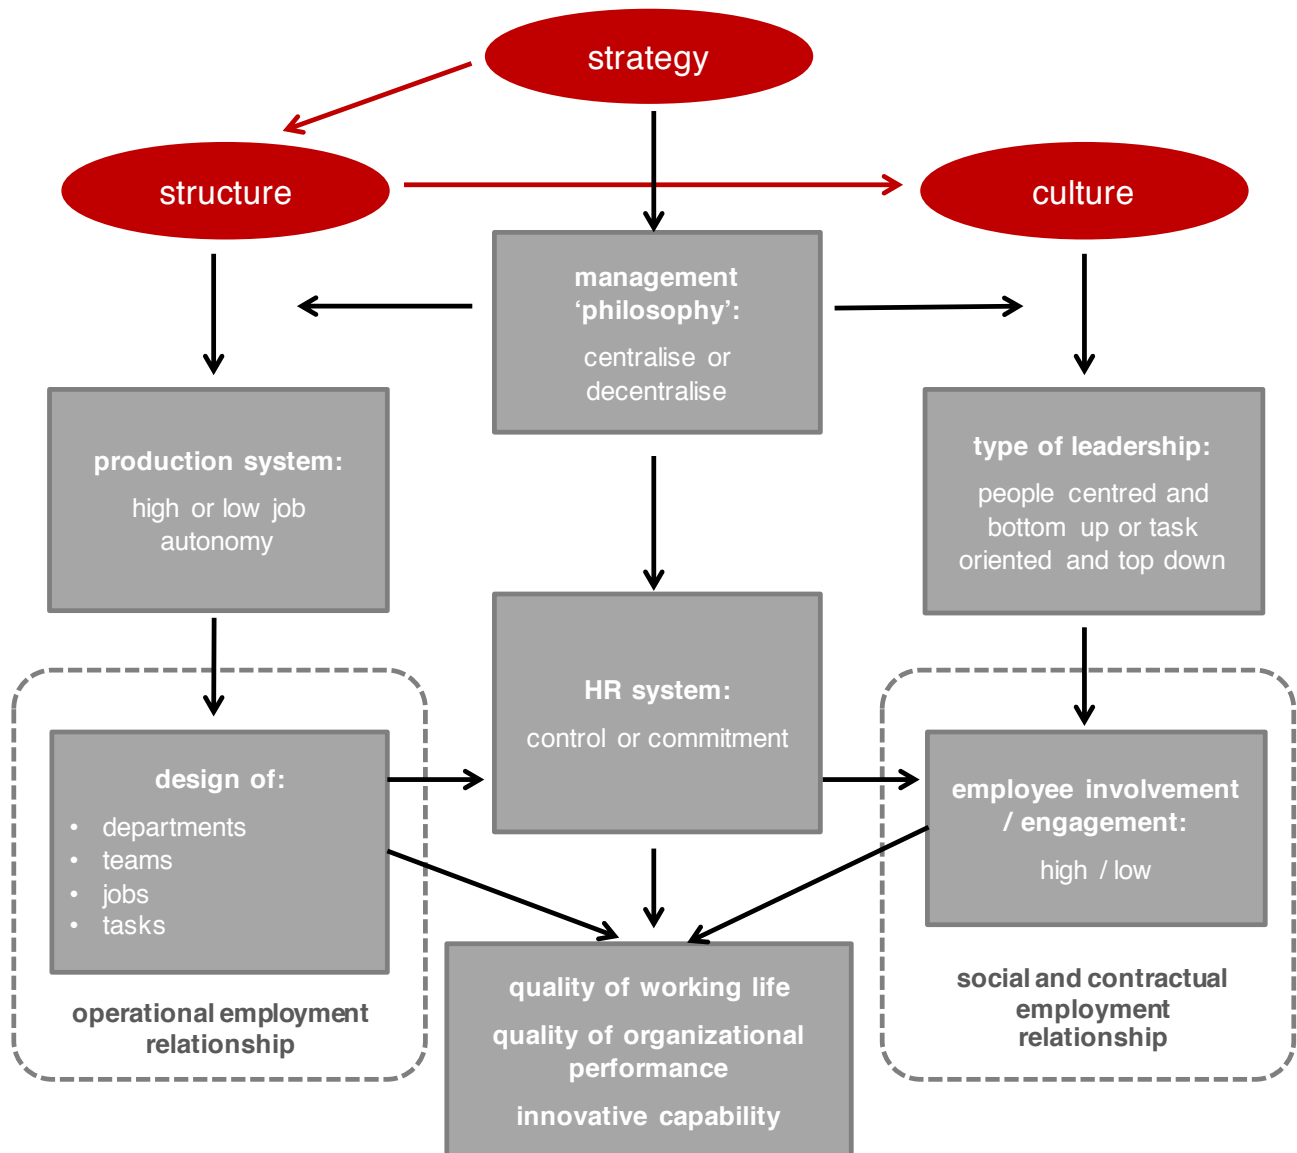 strategy
structure
culture
management
‘philosophy’:
centralise or
decentralise
production system:
high or low job
autonomy
type of leadership:
people centred and
bottom up or task
oriented and top down
HR system:
control or commitment
design of:
• departments
• teams
• jobs
• tasks
operational employment
relationship
employee involvement
/ engagement:
high / low
social and contractual
employment
relationship
quality of working life
quality of organizational
performance
innovative capability